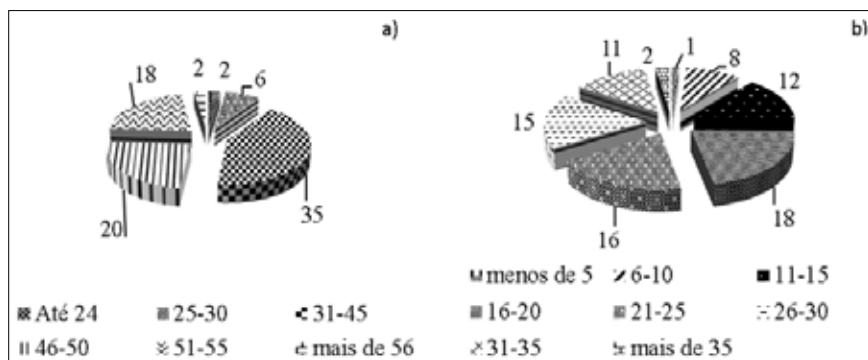 a)
2 2
18 6
20 35
Até 24 25-30 31-45
46-50 51-55 mais de 56
b)
11 2 1 8
12
15
16 18
menos de 5 6-10 11-15
16-20 21-25 26-30
31-35 mais de 35